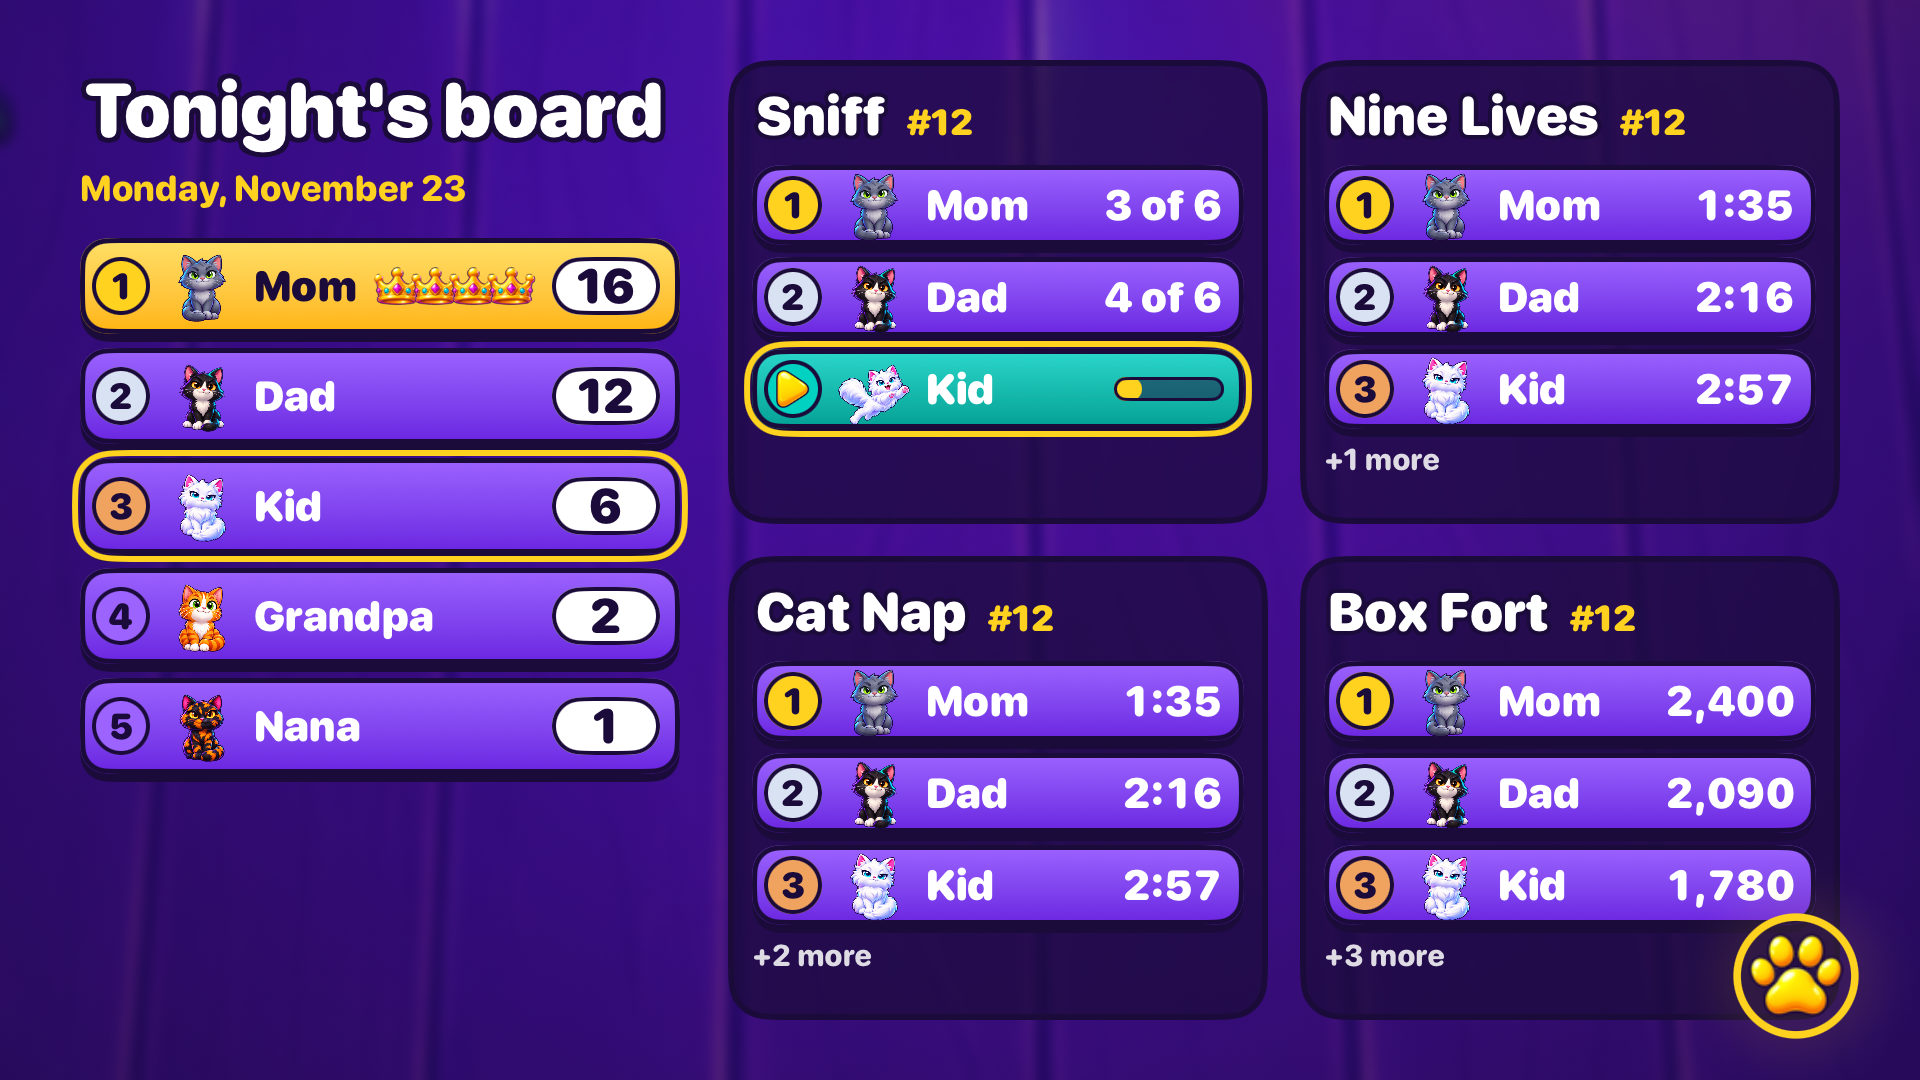 Tonight's board
Monday, November 23
1 Mom 16
2 Dad 12
3 Kid 6
4 Grandpa 2
5 Nana 1
Sniff #12
1 Mom 3 of 6
2 Dad 4 of 6
Kid
Nine Lives #12
1 Mom 1:35
2 Dad 2:16
3 Kid 2:57
+1 more
Cat Nap #12
1 Mom 1:35
2 Dad 2:16
3 Kid 2:57
+2 more
Box Fort #12
1 Mom 2,400
2 Dad 2,090
3 Kid 1,780
+3 more